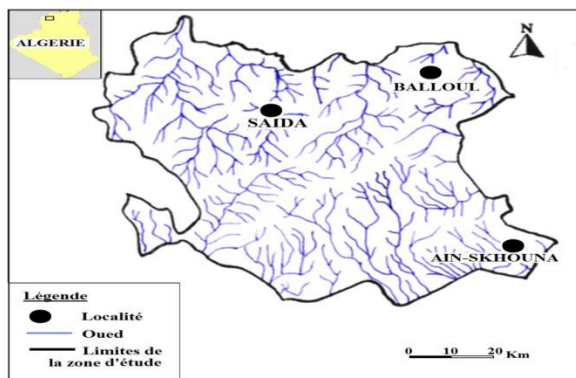 ALGERIE
N
BALLOUL
SAIDA
AIN-SKHOUNA
Légende
Localité
Oued
Limites de
la zone d'étude
0 10 20 Km